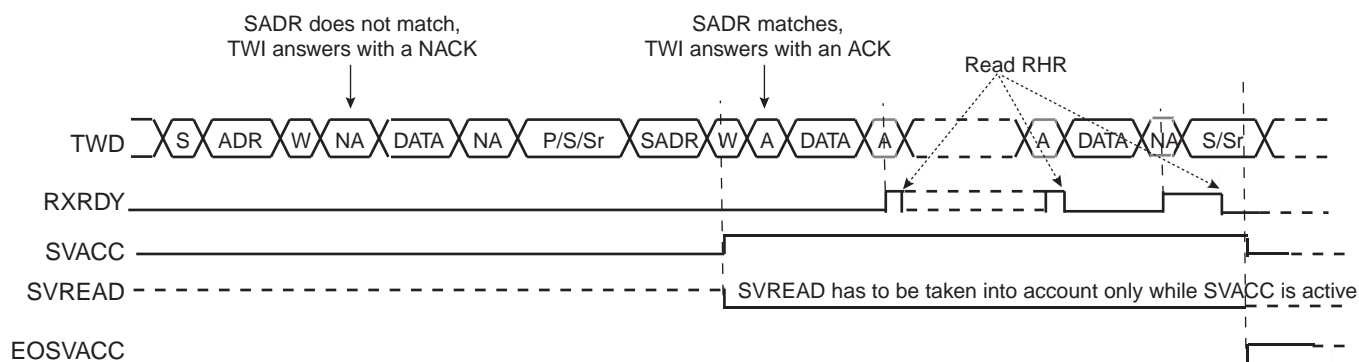 SADR does not match,
TWI answers with a NACK
SADR matches,
TWI answers with an ACK
Read RHR
TWD S ADR W NA DATA NA P/S/Sr SADR W A DATA A A DATA NA S/Sr
RXRDY
SVACC
SVREAD SVREAD has to be taken into account only while SVACC is active
EOSVACC